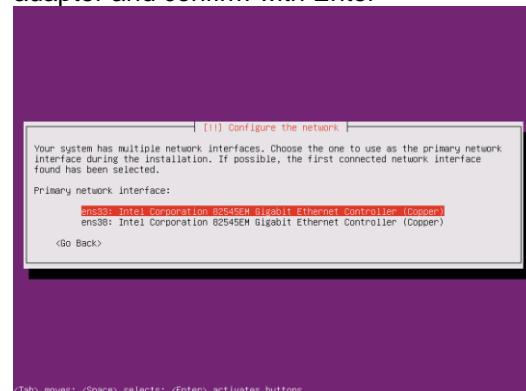 adapter and confirm with Enter
[!!] Configure the network
Your system has multiple network interfaces. Choose the one to use as the primary network
interface during the installation. If possible, the first connected network interface
found has been selected.
Primary network interface:
ens33: Intel Corporation 82545EM Gigabit Ethernet Controller (Copper)
ens38: Intel Corporation 82545EM Gigabit Ethernet Controller (Copper)
<Go Back>
<Tab> moves; <Space> selects; <Enter> activates buttons